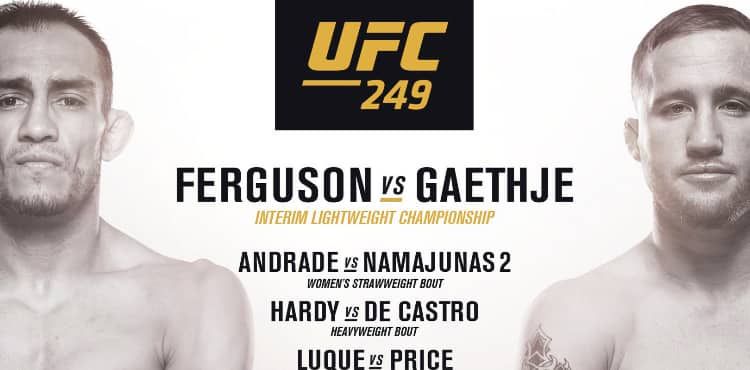 UFC
249
FERGUSON VS GAETHJE
INTERIM LIGHTWEIGHT CHAMPIONSHIP
ANDRADE VS NAMAJUNAS 2
WOMEN'S STRAWWEIGHT BOUT
HARDY VS DE CASTRO
HEAVYWEIGHT BOUT
LUQUE VS PRICE